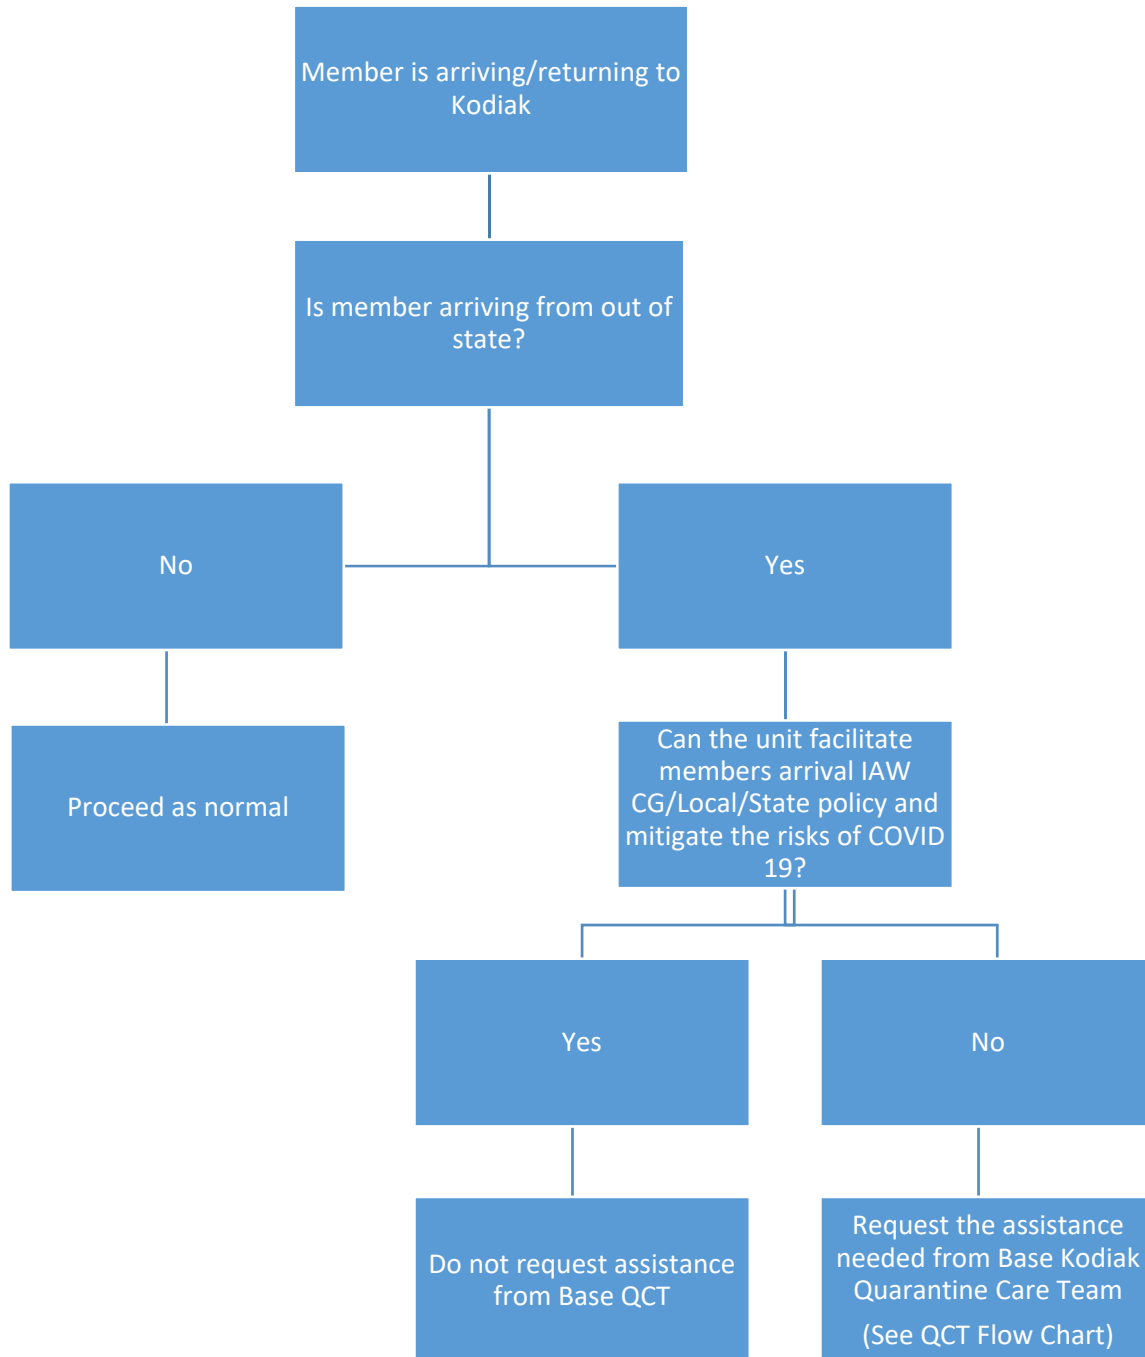 Member is arriving/returning to
Kodiak
Is member arriving from out of
state?
No
Yes
Proceed as normal
Can the unit facilitate
members arrival IAW
CG/Local/State policy and
mitigate the risks of COVID
19?
Yes
No
Do not request assistance
from Base QCT
Request the assistance
needed from Base Kodiak
Quarantine Care Team
(See QCT Flow Chart)